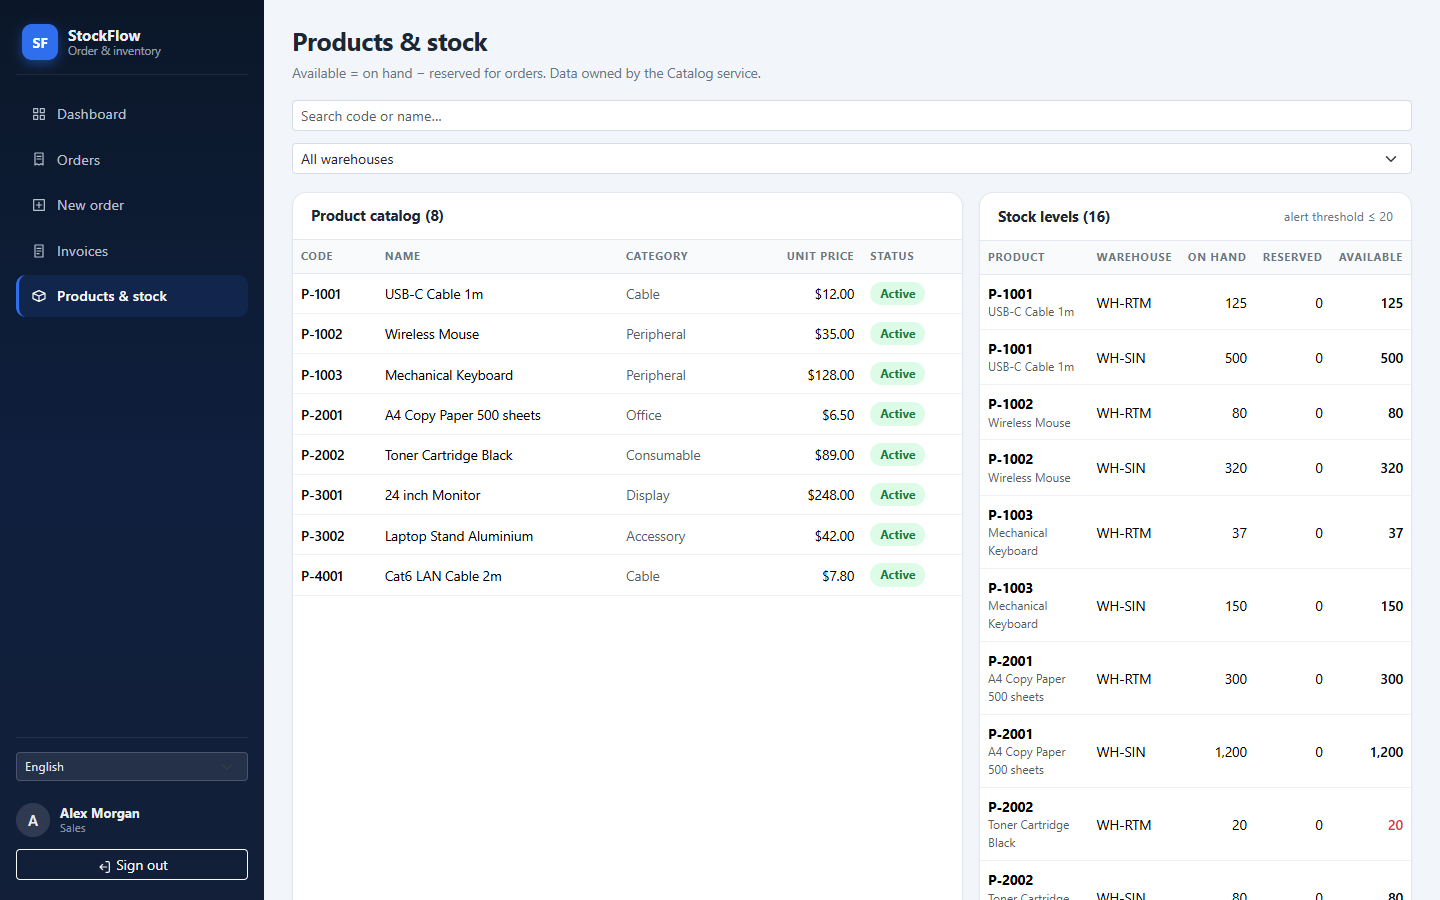 SF
StockFlow
Order & inventory
Dashboard
Orders
New order
Invoices
Products & stock
English
A
Alex Morgan
Sales
Sign out
Products & stock
Available = on hand − reserved for orders. Data owned by the Catalog service.
Search code or name...
All warehouses
Product catalog (8)
CODE NAME CATEGORY UNIT PRICE STATUS
P-1001 USB-C Cable 1m Cable $12.00 Active
P-1002 Wireless Mouse Peripheral $35.00 Active
P-1003 Mechanical Keyboard Peripheral $128.00 Active
P-2001 A4 Copy Paper 500 sheets Office $6.50 Active
P-2002 Toner Cartridge Black Consumable $89.00 Active
P-3001 24 inch Monitor Display $248.00 Active
P-3002 Laptop Stand Aluminium Accessory $42.00 Active
P-4001 Cat6 LAN Cable 2m Cable $7.80 Active
Stock levels (16) alert threshold ≤ 20
PRODUCT WAREHOUSE ON HAND RESERVED AVAILABLE
P-1001
USB-C Cable 1m
WH-RTM 125 0 125
P-1001
USB-C Cable 1m
WH-SIN 500 0 500
P-1002
Wireless Mouse
WH-RTM 80 0 80
P-1002
Wireless Mouse
WH-SIN 320 0 320
P-1003
Mechanical
Keyboard
WH-RTM 37 0 37
P-1003
Mechanical
Keyboard
WH-SIN 150 0 150
P-2001
A4 Copy Paper
500 sheets
WH-RTM 300 0 300
P-2001
A4 Copy Paper
500 sheets
WH-SIN 1,200 0 1,200
P-2002
Toner Cartridge
Black
WH-RTM 20 0 20
P-2002
Toner Cartridge
WH-SIN 80 0 80